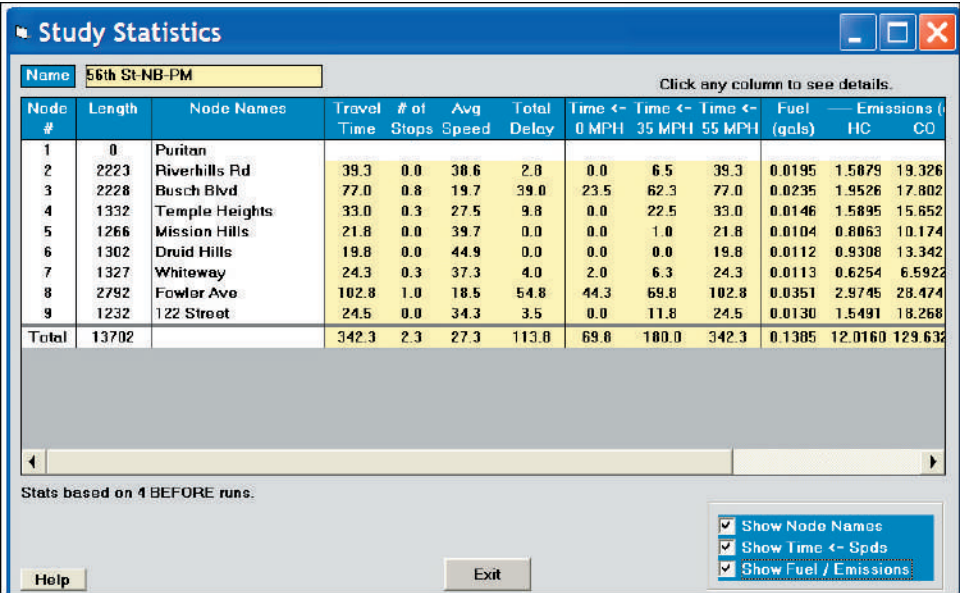 Study Statistics
Name 56th St-NB-PM
Click any column to see details.
Node Length Node Names Travel # of Avg Total Time <- Time <- Time <- Fuel Emissions (
# Time Stops Speed Delay 0 MPH 35 MPH 55 MPH (gals) HC CO
1 0 Puritan
2 2223 Riverhills Rd 39.3 0.0 38.6 2.8 0.0 6.5 39.3 0.0195 1.5879 19.326
3 2228 Busch Blvd 77.0 0.8 19.7 39.0 23.5 62.3 77.0 0.0235 1.9526 17.802
4 1332 Temple Heights 33.0 0.3 27.5 9.8 0.0 22.5 33.0 0.0146 1.5895 15.652
5 1266 Mission Hills 21.8 0.0 39.7 0.0 0.0 1.0 21.8 0.0104 0.8063 10.174
6 1302 Druid Hills 19.8 0.0 44.9 0.0 0.0 0.0 19.8 0.0112 0.9308 13.342
7 1327 Whiteway 24.3 0.3 37.3 4.0 2.0 6.3 24.3 0.0113 0.6254 6.5922
8 2792 Fowler Ave 102.8 1.0 18.5 54.8 44.3 69.8 102.8 0.0351 2.9745 28.474
9 1232 122 Street 24.5 0.0 34.3 3.5 0.0 11.8 24.5 0.0130 1.5491 18.268
Total 13702 342.3 2.3 27.3 113.8 69.8 180.0 342.3 0.1385 12.0160 129.632
Stats based on 4 BEFORE runs.
Show Node Names
Show Time <- Spds
Show Fuel / Emissions
Help Exit